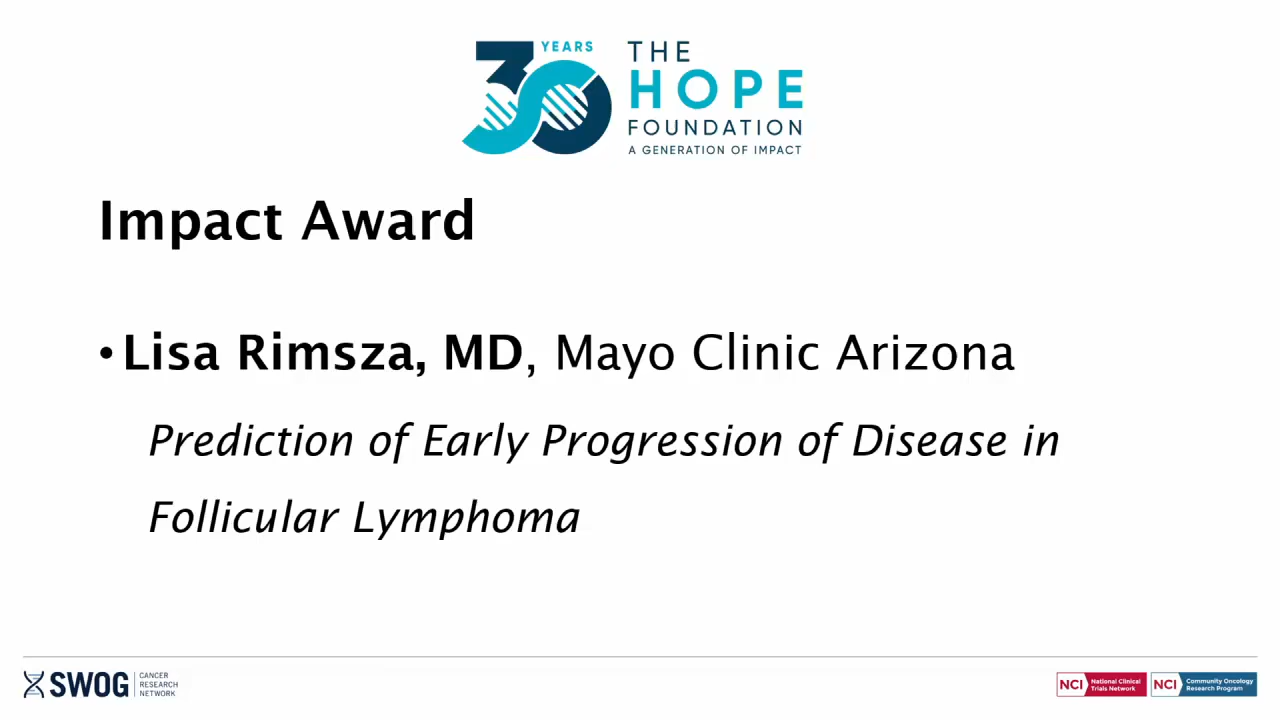 30 YEARS
THE
HOPE
FOUNDATION
A GENERATION OF IMPACT
Impact Award
• Lisa Rimsza, MD, Mayo Clinic Arizona
Prediction of Early Progression of Disease in
Follicular Lymphoma
SWOG
CANCER
RESEARCH
NETWORK
NCI
National Clinical
Trials Network
NCI
Community Oncology
Research Program